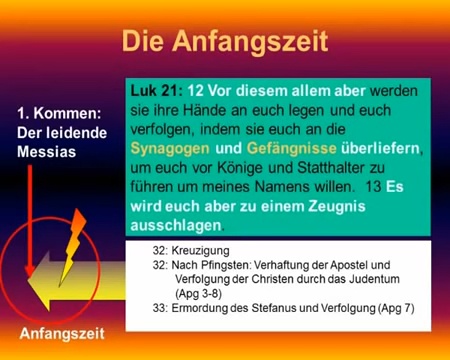 Die Anfangszeit
1. Kommen:
Der leidende
Messias
Luk 21: 12 Vor diesem allem aber werden
sie ihre Hände an euch legen und euch
verfolgen, indem sie euch an die
Synagogen und Gefängnisse überliefern,
um euch vor Könige und Statthalter zu
führen um meines Namens willen. 13 Es
wird euch aber zu einem Zeugnis
ausschlagen.
32: Kreuzigung
32: Nach Pfingsten: Verhaftung der Apostel und
Verfolgung der Christen durch das Judentum
(Apg 3-8)
33: Ermordung des Stefanus und Verfolgung (Apg 7)
Anfangszeit